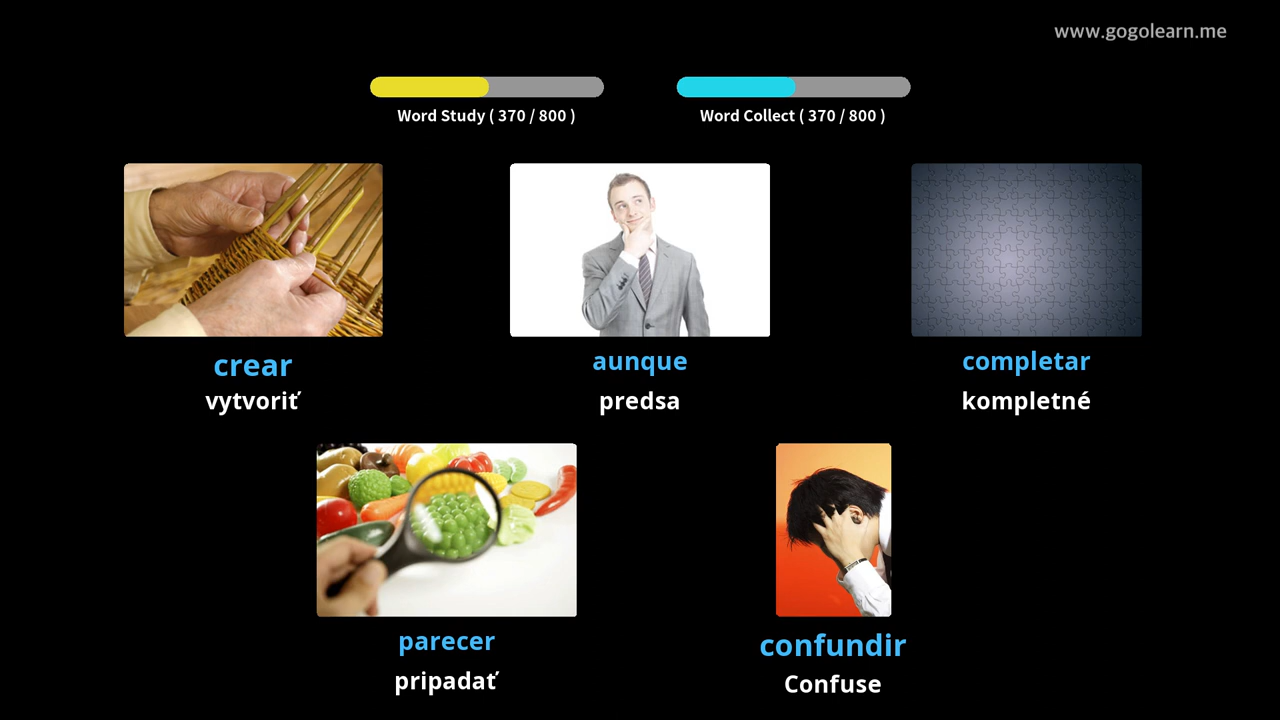 www.gogolearn.me
Word Study ( 370 / 800 )
Word Collect ( 370 / 800 )
crear
vytvoriť
aunque
predsa
completar
kompletné
parecer
pripadať
confundir
Confuse